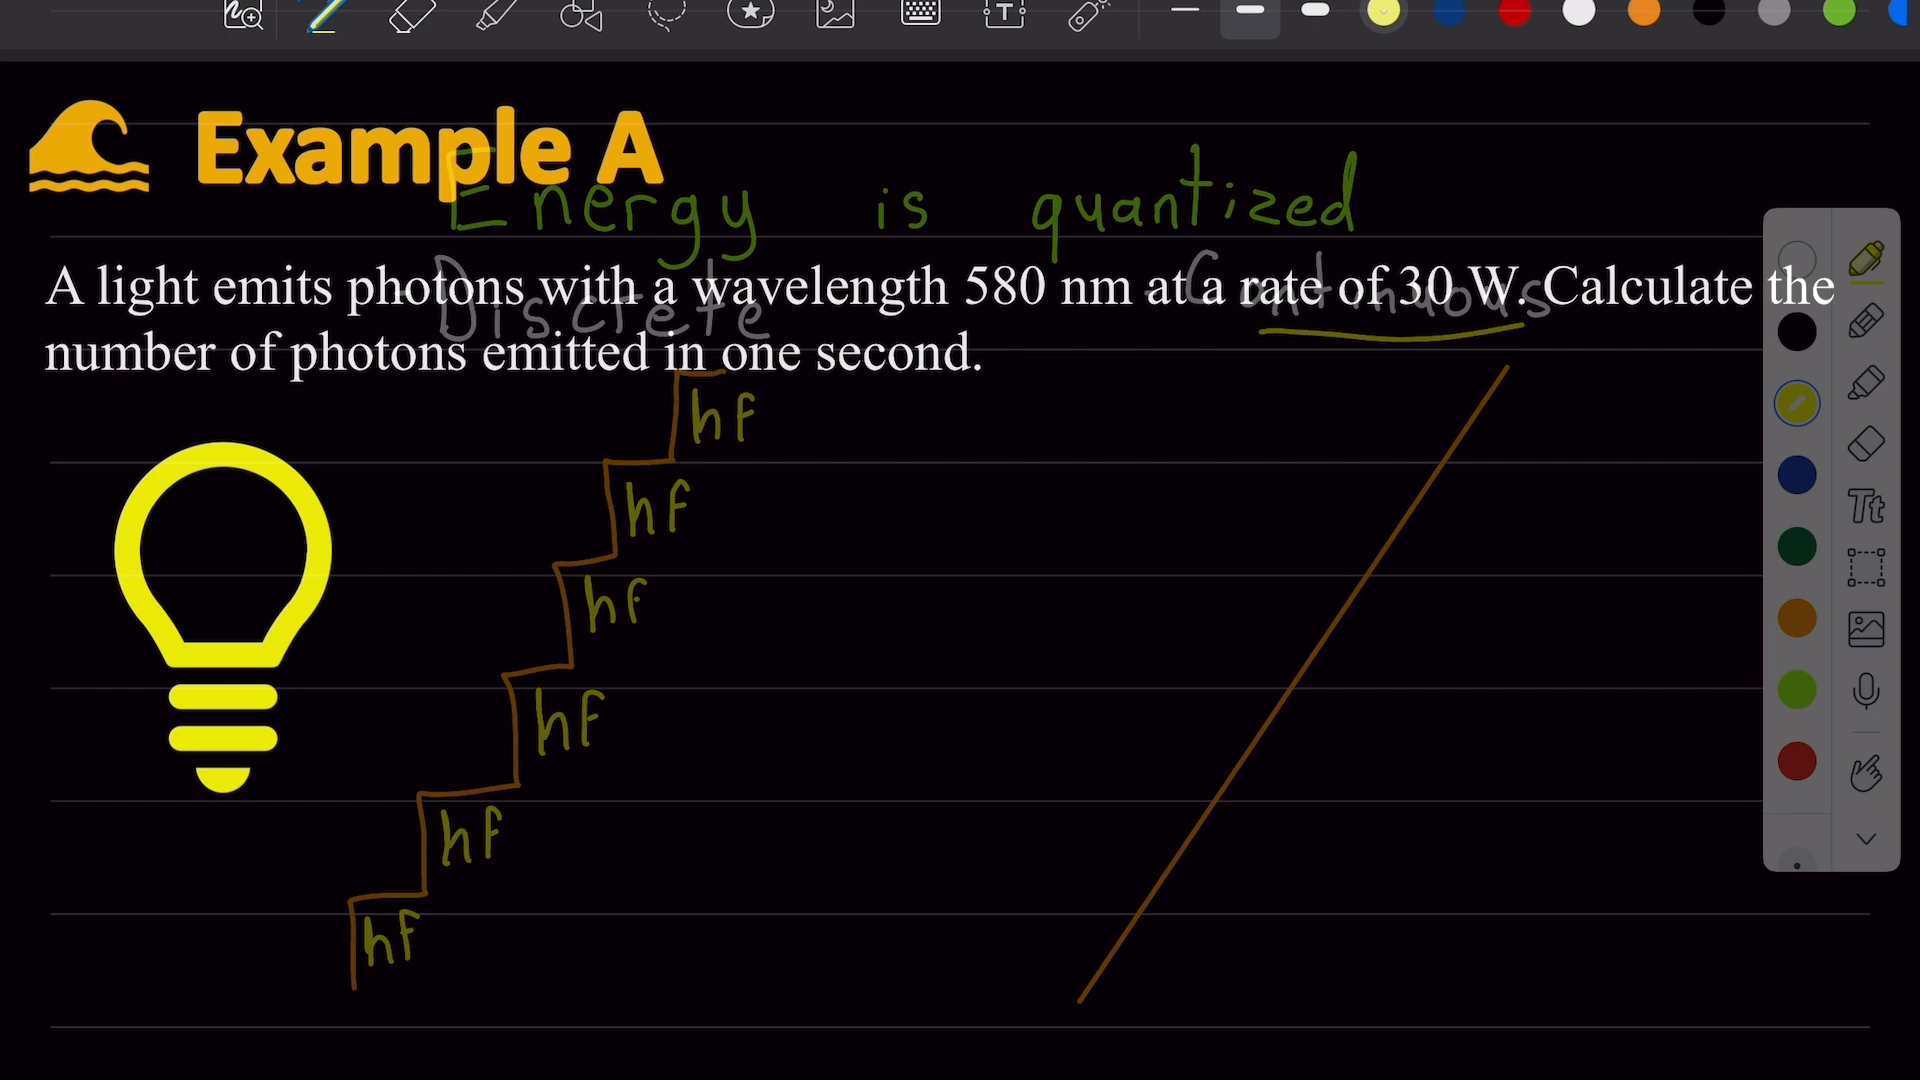 Example A
Energy is quantized
A light emits photons with a wavelength 580 nm at a rate of 30 W. Calculate the
Discrete Continuous
number of photons emitted in one second.
hf
hf
hf
hf
hf
hf
T
Tt